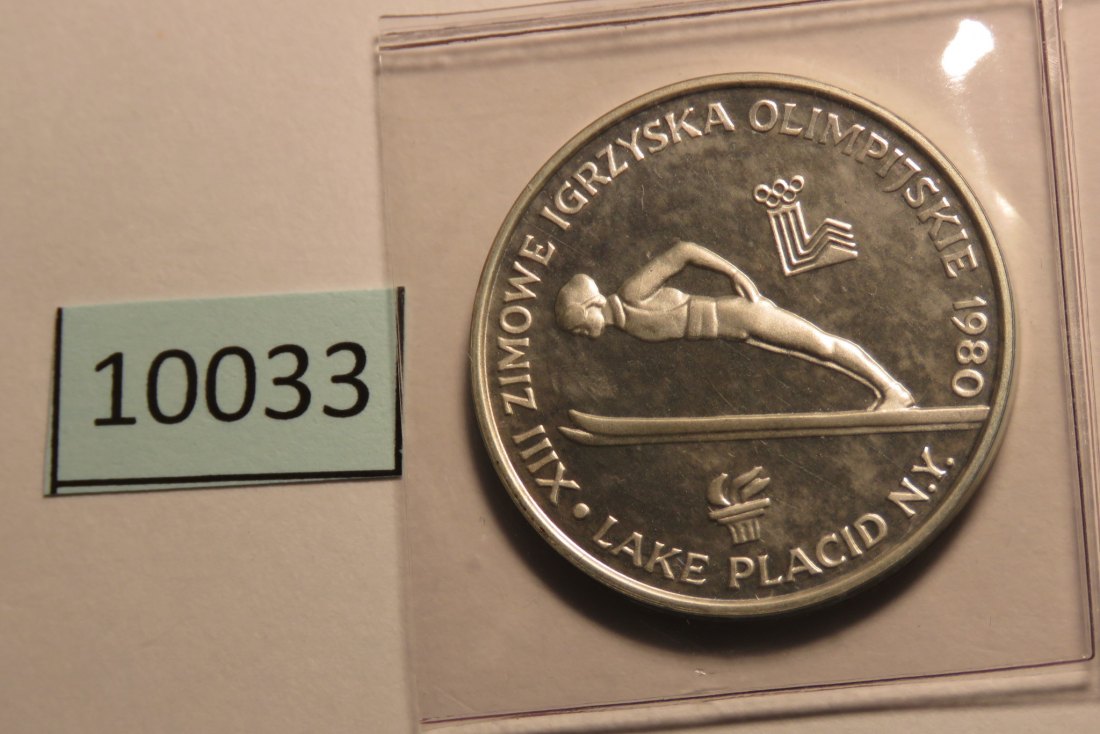 10033
XIII ZIMOWE IGRZYSKA OLIMPIJSKIE 1980
• LAKE PLACID N.Y.